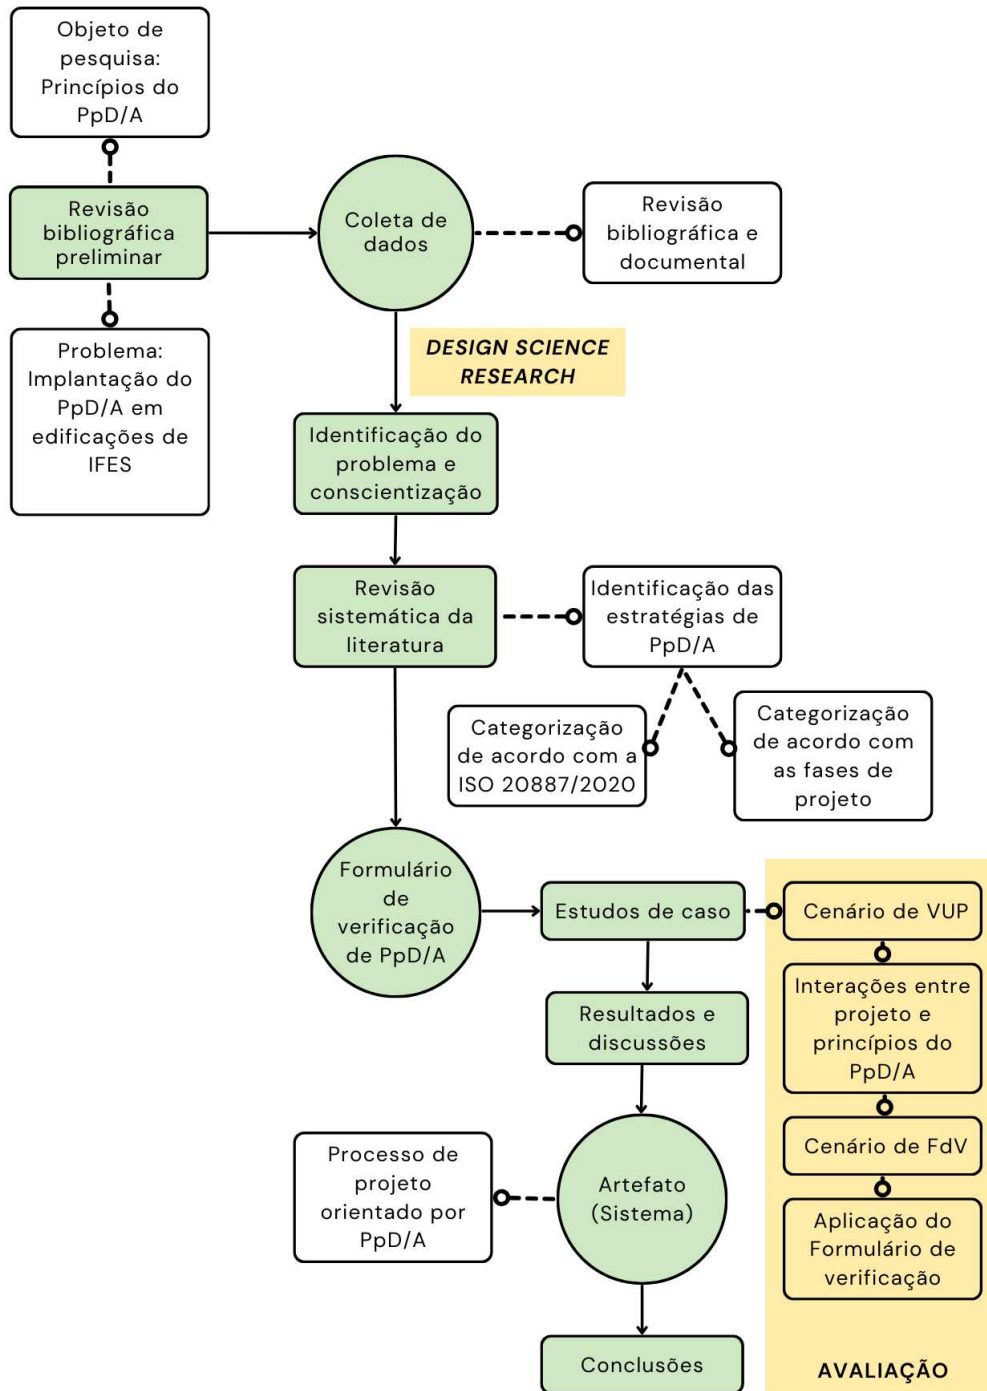 Objeto de
pesquisa:
Princípios do
PpD/A
Revisão
bibliográfica
preliminar
Coleta de
dados
Revisão
bibliográfica e
documental
Problema:
Implantação do
PpD/A em
edificações de
IFES
DESIGN SCIENCE
RESEARCH
Identificação do
problema e
conscientização
Revisão
sistemática da
literatura
Identificação das
estratégias de
PpD/A
Categorização
de acordo com a
ISO 20887/2020
Categorização
de acordo com
as fases de
projeto
Formulário
de
verificação
de PpD/A
Estudos de caso
Cenário de VUP
Interações entre
projeto e
princípios do
PpD/A
Resultados e
discussões
Cenário de FdV
Processo de
projeto
orientado por
PpD/A
Artefato
(Sistema)
Aplicação do
Formulário de
verificação
Conclusões
AVALIAÇÃO